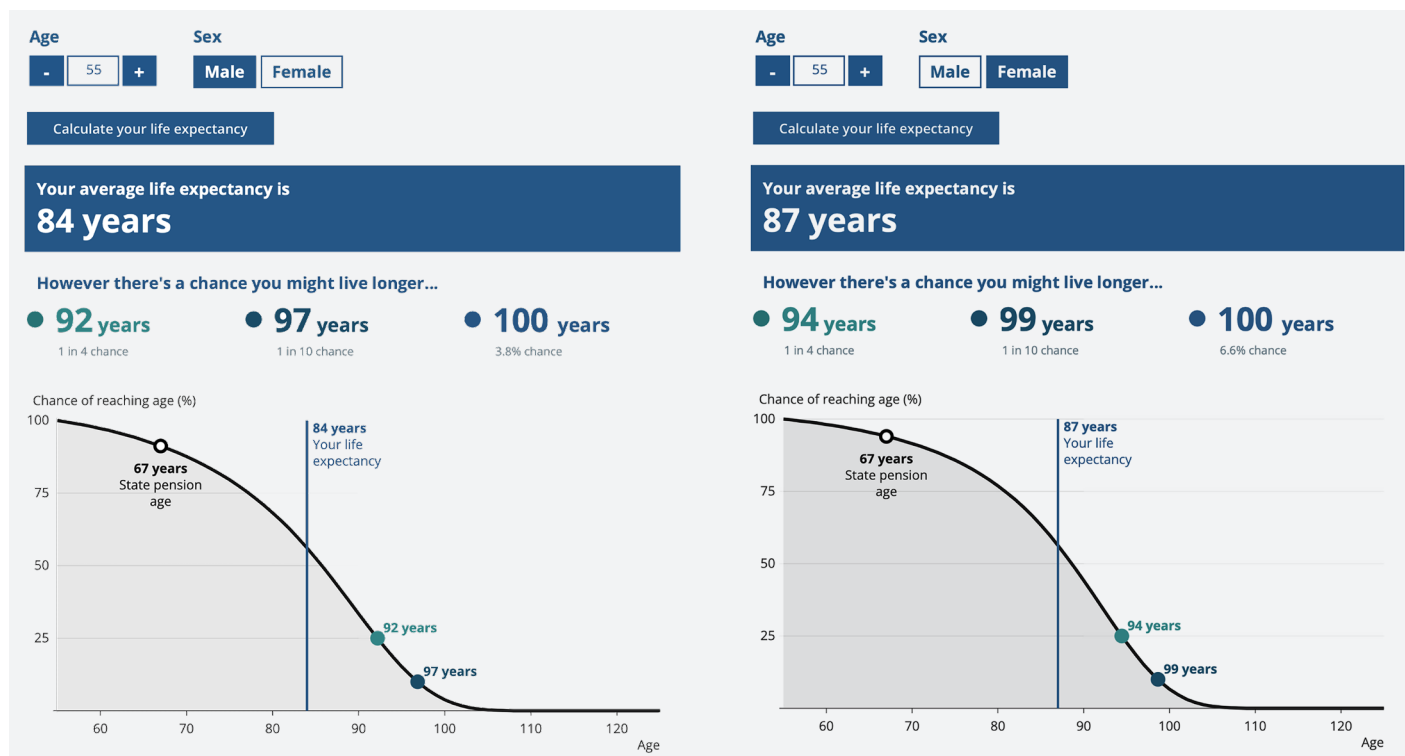 Age
Sex
- 55 +
Male Female
Calculate your life expectancy
Your average life expectancy is
84 years
However there's a chance you might live longer...
92 years
1 in 4 chance
97 years
1 in 10 chance
100 years
3.8% chance
Chance of reaching age (%)
100
75
50
25
84 years
Your life
expectancy
67 years
State pension
age
92 years
97 years
60 70 80 90 100 110 120
Age
Age
Sex
- 55 +
Male Female
Calculate your life expectancy
Your average life expectancy is
87 years
However there's a chance you might live longer...
94 years
1 in 4 chance
99 years
1 in 10 chance
100 years
6.6% chance
Chance of reaching age (%)
100
75
50
25
87 years
Your life
expectancy
67 years
State pension
age
94 years
99 years
60 70 80 90 100 110 120
Age